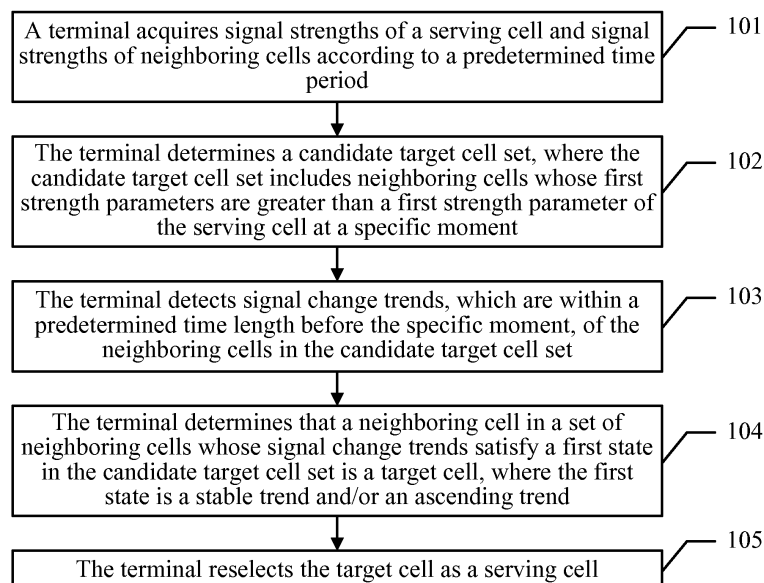 A terminal acquires signal strengths of a serving cell and signal
strengths of neighboring cells according to a predetermined time
period
101
The terminal determines a candidate target cell set, where the
candidate target cell set includes neighboring cells whose first
strength parameters are greater than a first strength parameter of
the serving cell at a specific moment
102
The terminal detects signal change trends, which are within a
predetermined time length before the specific moment, of the
neighboring cells in the candidate target cell set
103
The terminal determines that a neighboring cell in a set of
neighboring cells whose signal change trends satisfy a first state
in the candidate target cell set is a target cell, where the first
state is a stable trend and/or an ascending trend
104
The terminal reselects the target cell as a serving cell
105